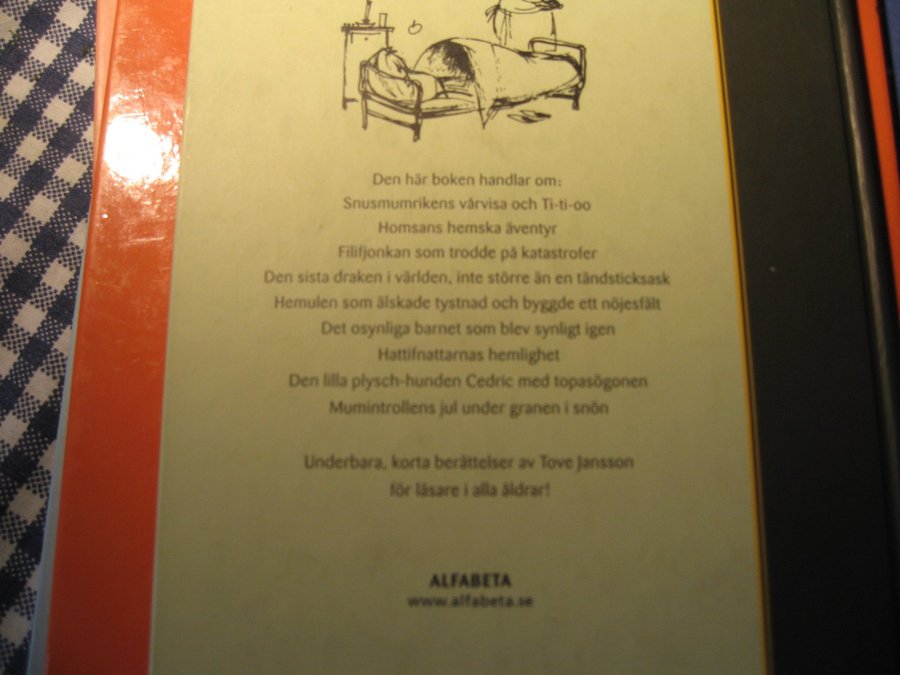 Den här boken handlar om:
Snusmumrikens vårvisa och Ti-ti-oo
Homsans hemska äventyr
Filifjonkan som trodde på katastrofer
Den sista draken i världen, inte större än en tändsticksask
Hemulen som älskade tystnad och byggde ett nöjesfält
Det osynliga barnet som blev synligt igen
Hattifnattarnas hemlighet
Den lilla plysch-hunden Cedric med topasögonen
Mumintrollens jul under granen i snön
Underbara, korta berättelser av Tove Jansson
för läsare i alla åldrar!
ALFABETA
www.alfabeta.se